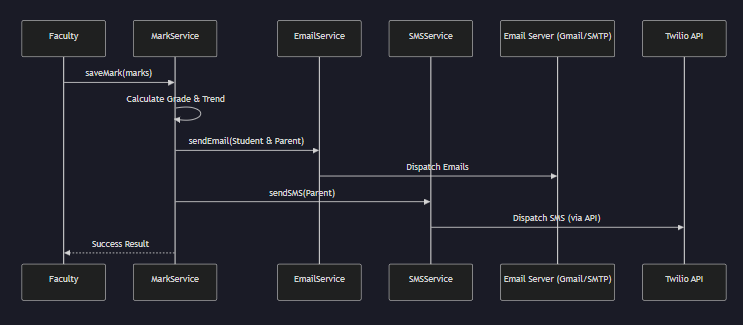 Faculty
MarkService
EmailService
SMSService
Email Server (Gmail/SMTP)
Twilio API
saveMark(marks)
Calculate Grade & Trend
sendEmail(Student & Parent)
Dispatch Emails
sendSMS(Parent)
Dispatch SMS (via API)
Success Result
Faculty
MarkService
EmailService
SMSService
Email Server (Gmail/SMTP)
Twilio API